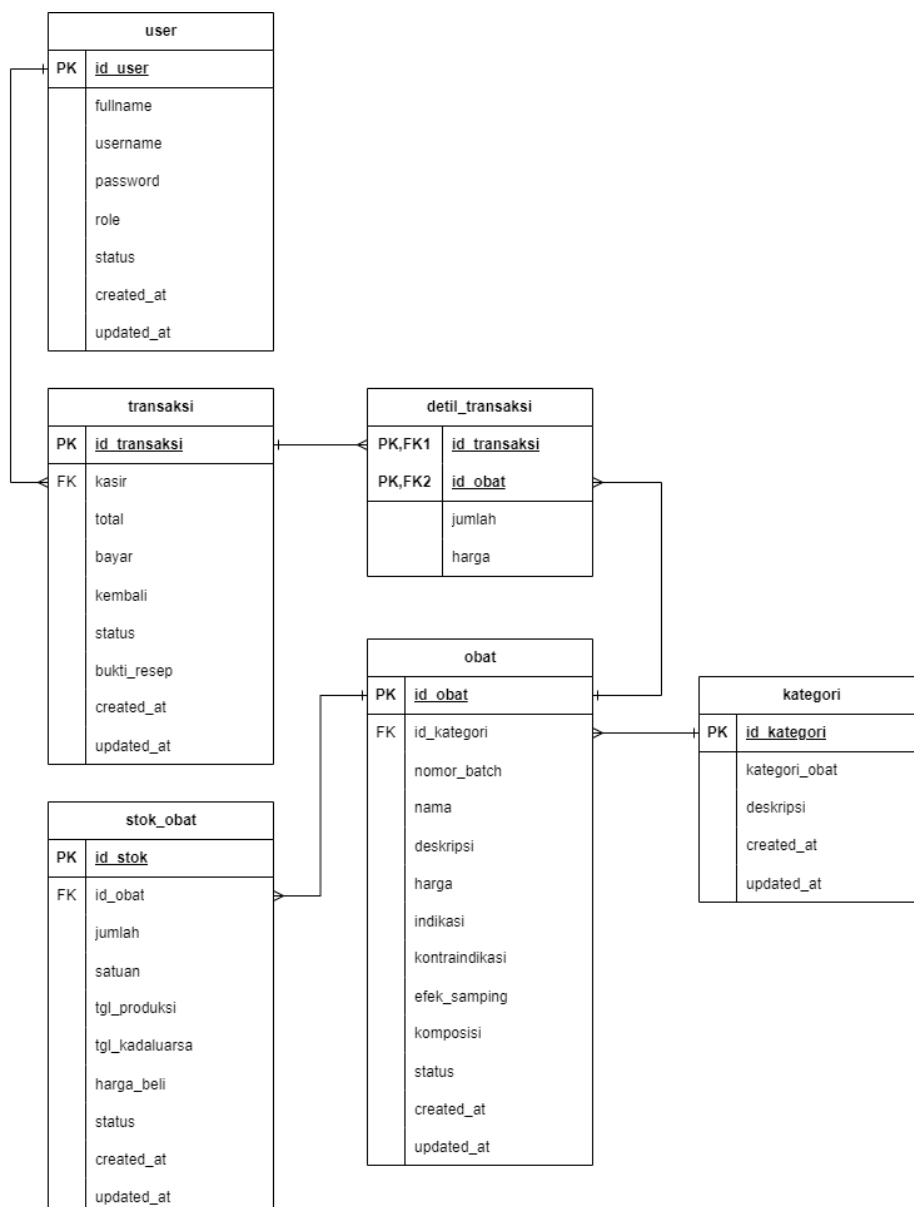 user
PK id_user
fullname
username
password
role
status
created_at
updated_at
transaksi
PK id_transaksi
FK kasir
total
bayar
kembali
status
bukti_resep
created_at
updated_at
detil_transaksi
PK,FK1 id_transaksi
PK,FK2 id_obat
jumlah
harga
obat
PK id_obat
FK id_kategori
nomor_batch
nama
deskripsi
harga
indikasi
kontraindikasi
efek_samping
komposisi
status
created_at
updated_at
kategori
PK id_kategori
kategori_obat
deskripsi
created_at
updated_at
stok_obat
PK id_stok
FK id_obat
jumlah
satuan
tgl_produksi
tgl_kadaluarsa
harga_beli
status
created_at
updated_at